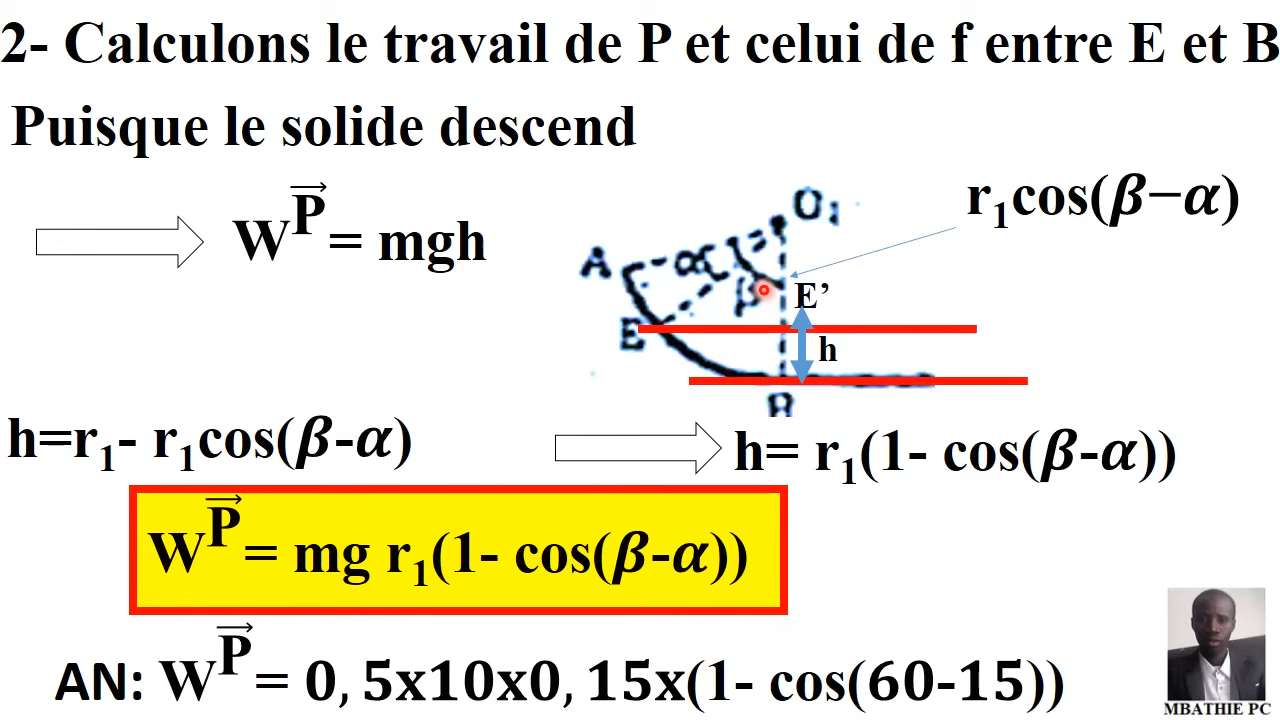 2- Calculons le travail de P et celui de f entre E et B
Puisque le solide descend
W^P⃗ = mgh
r₁cos(β−α)
O₁
A
α
β
E'
E
h
B
h=r₁- r₁cos(β-α)
h= r₁(1- cos(β-α))
W^P⃗ = mg r₁(1- cos(β-α))
AN: W^P⃗ = 0, 5x10x0, 15x(1- cos(60-15))
MBATHIE PC